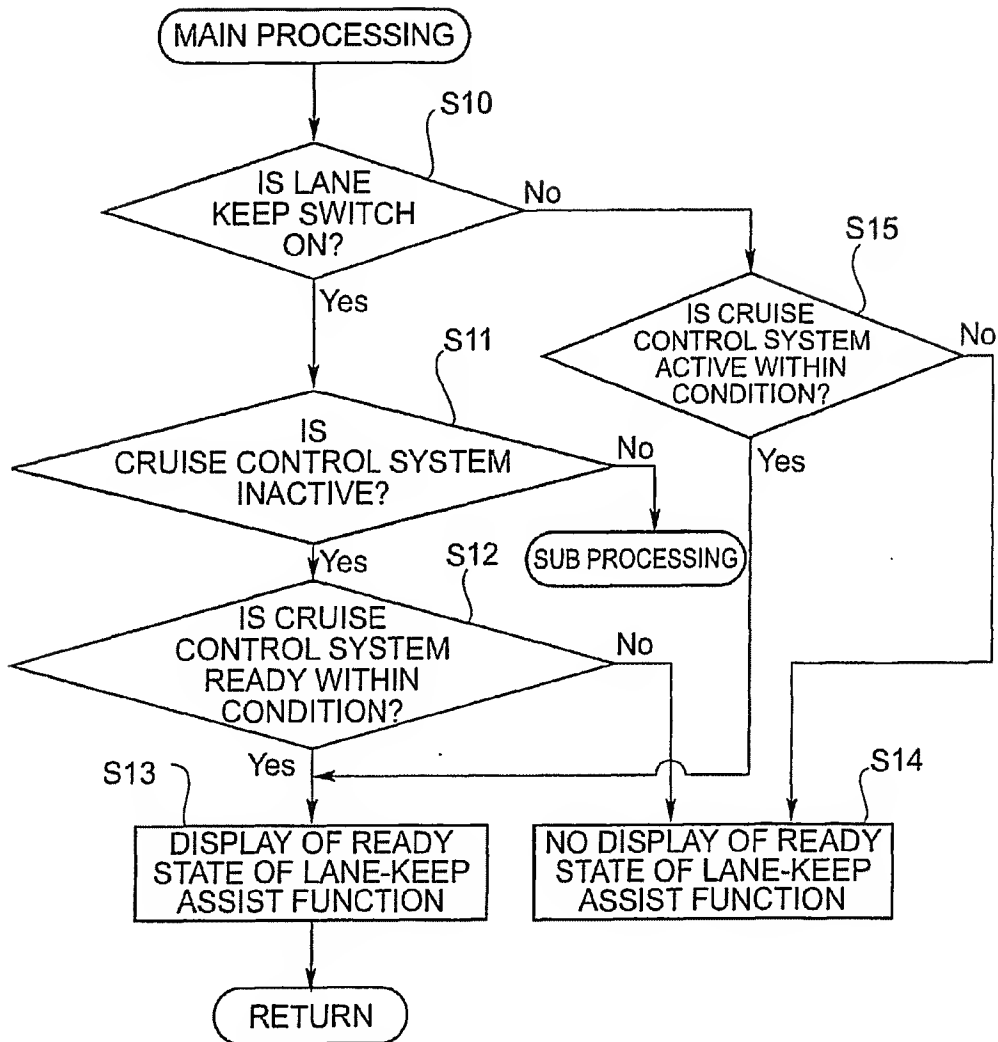 MAIN PROCESSING
S10
IS LANE
KEEP SWITCH
ON?
No
Yes
S15
IS CRUISE
CONTROL SYSTEM
ACTIVE WITHIN
CONDITION?
No
Yes
S11
IS
CRUISE CONTROL SYSTEM
INACTIVE?
No
Yes
SUB PROCESSING
S12
IS CRUISE
CONTROL SYSTEM
READY WITHIN
CONDITION?
No
Yes
S13
DISPLAY OF READY
STATE OF LANE-KEEP
ASSIST FUNCTION
S14
NO DISPLAY OF READY
STATE OF LANE-KEEP
ASSIST FUNCTION
RETURN